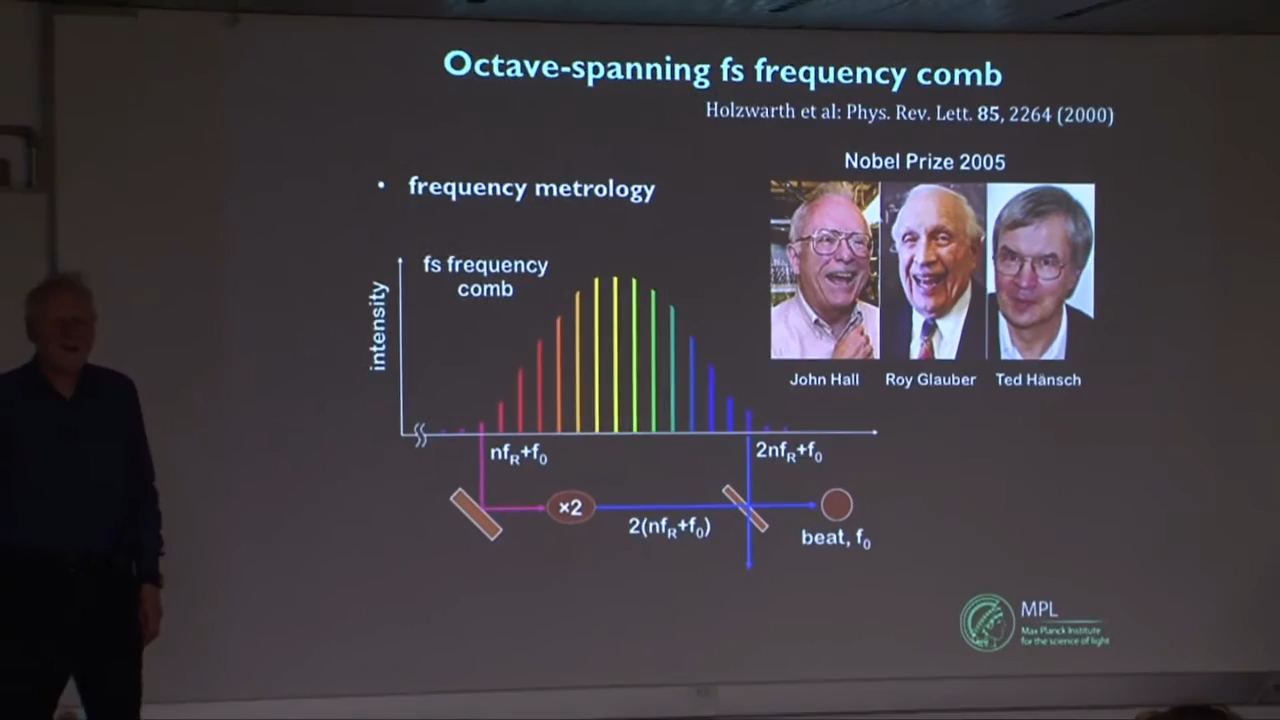 Octave-spanning fs frequency comb
Holzwarth et al: Phys. Rev. Lett. 85, 2264 (2000)
Nobel Prize 2005
• frequency metrology
fs frequency
comb
intensity
John Hall
Roy Glauber
Ted Hänsch
nfR+f0
2nfR+f0
×2
2(nfR+f0)
beat, f0
MPL
Max Planck Institute
for the science of light